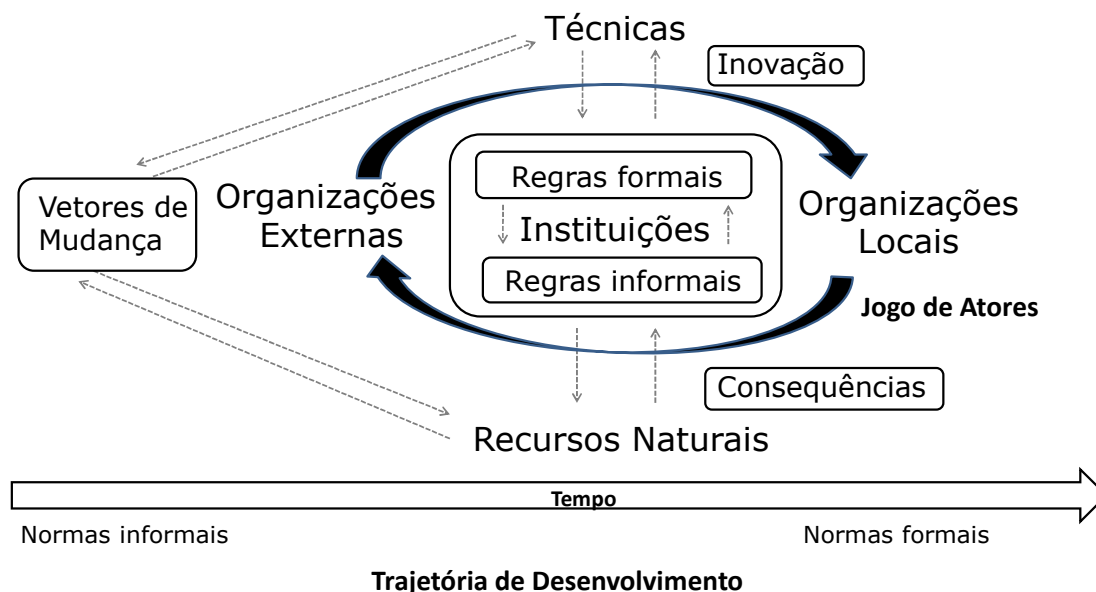 Técnicas
Inovação
Regras formais
Vetores de
Mudança
Organizações
Externas
Instituições
Organizações
Locais
Regras informais
Jogo de Atores
Consequências
Recursos Naturais
Tempo
Normas informais
Normas formais
Trajetória de Desenvolvimento